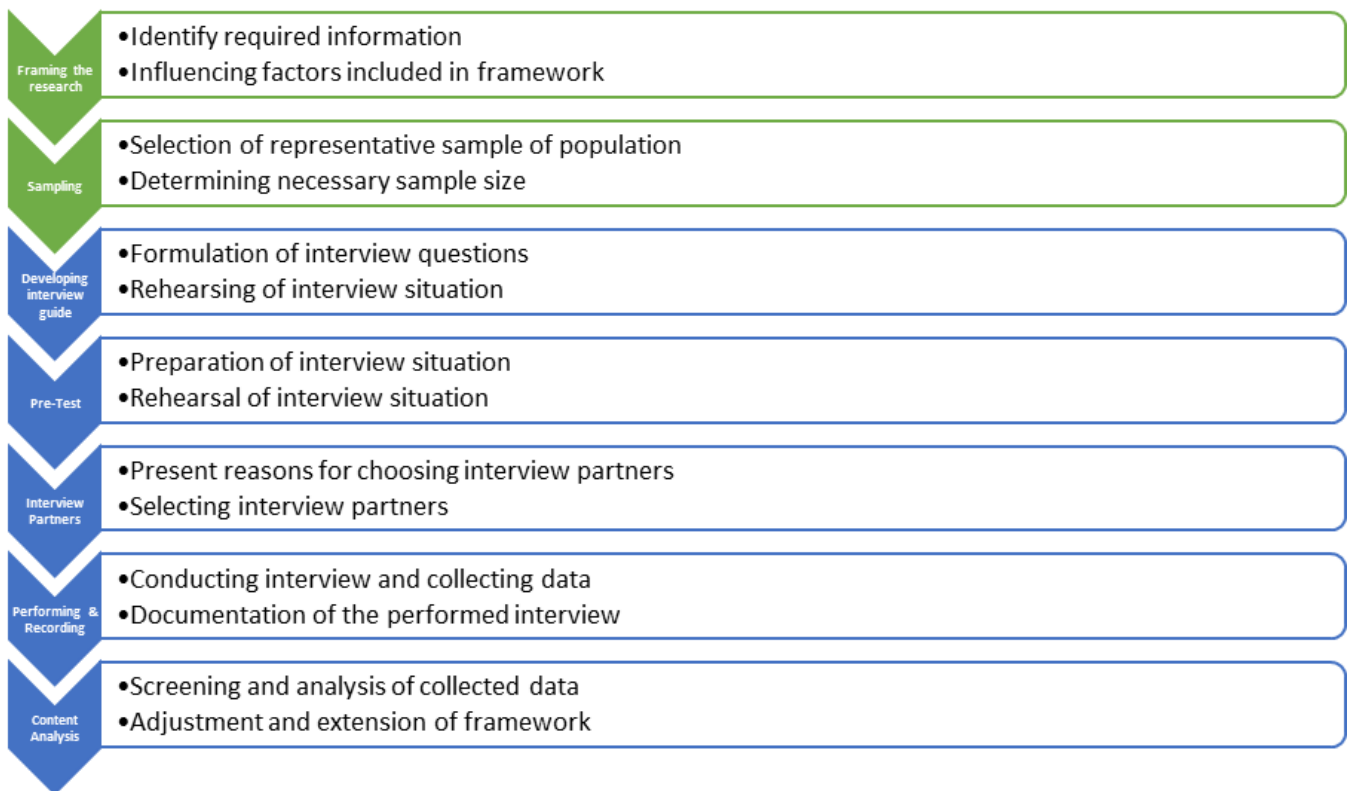 Framing the
research
•Identify required information
•Influencing factors included in framework
Sampling
•Selection of representative sample of population
•Determining necessary sample size
Developing
interview
guide
•Formulation of interview questions
•Rehearsing of interview situation
Pre-Test
•Preparation of interview situation
•Rehearsal of interview situation
Interview
Partners
•Present reasons for choosing interview partners
•Selecting interview partners
Performing &
Recording
•Conducting interview and collecting data
•Documentation of the performed interview
Content
Analysis
•Screening and analysis of collected data
•Adjustment and extension of framework